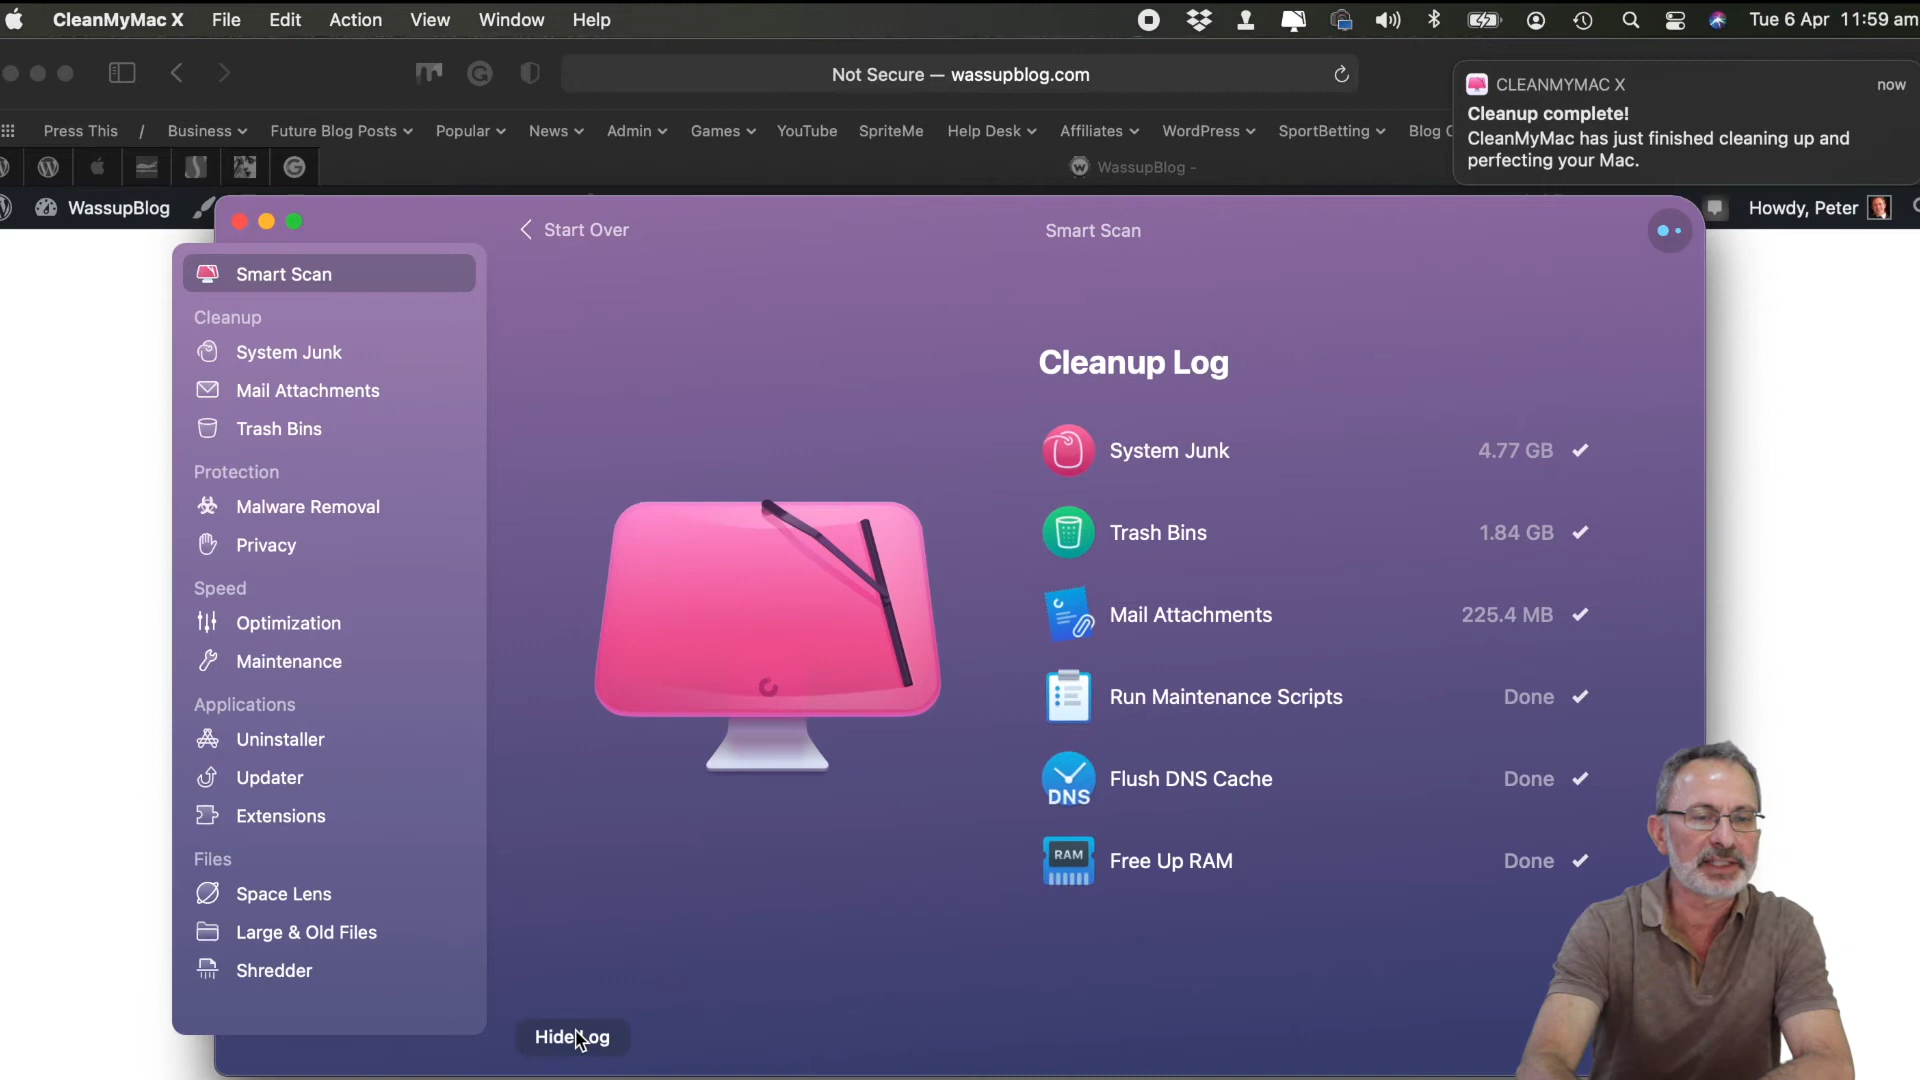 CleanMyMac X File Edit Action View Window Help Tue 6 Apr 11:59 am
Not Secure — wassupblog.com
CLEANMYMAC X now
Cleanup complete!
CleanMyMac has just finished cleaning up and
perfecting your Mac.
Press This / Business Future Blog Posts Popular News Admin Games YouTube SpriteMe Help Desk Affiliates WordPress SportBetting Blog
WassupBlog -
WassupBlog
Howdy, Peter
Start Over
Smart Scan
Smart Scan
Cleanup
System Junk
Mail Attachments
Trash Bins
Protection
Malware Removal
Privacy
Speed
Optimization
Maintenance
Applications
Uninstaller
Updater
Extensions
Files
Space Lens
Large & Old Files
Shredder
Cleanup Log
System Junk 4.77 GB
Trash Bins 1.84 GB
Mail Attachments 225.4 MB
Run Maintenance Scripts Done
DNS Flush DNS Cache Done
RAM Free Up RAM Done
Hide Log